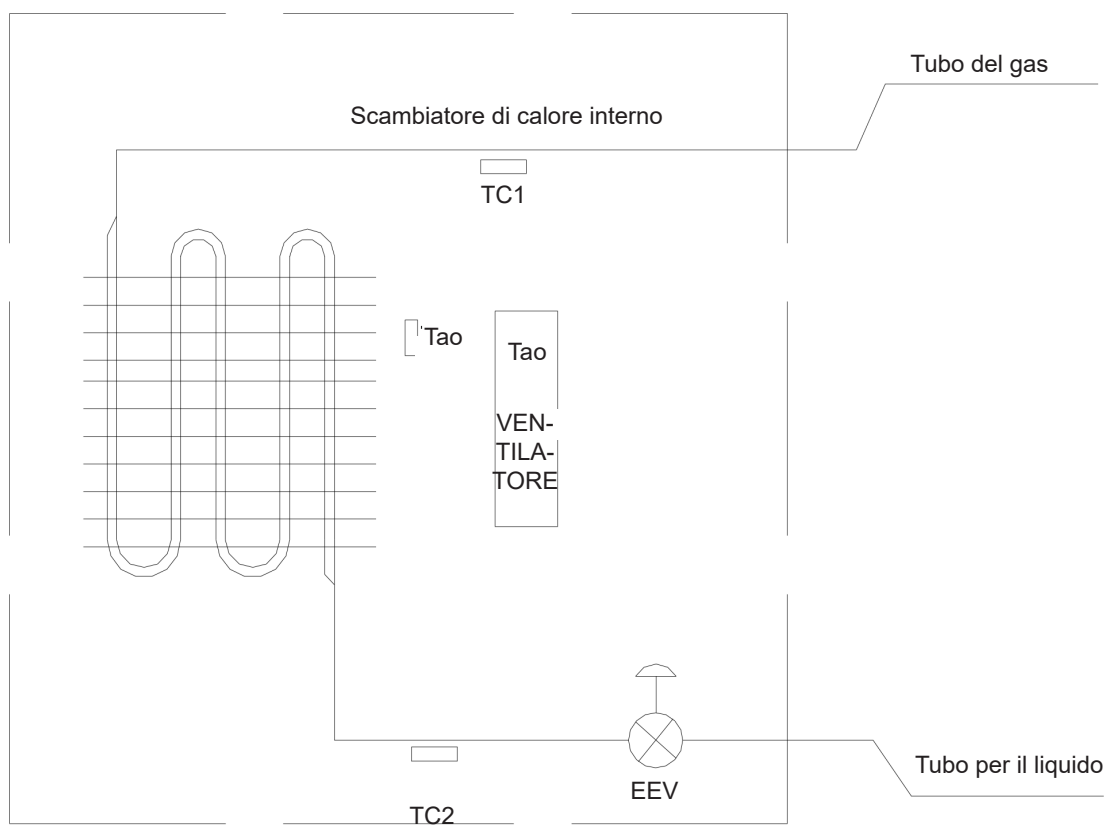 Tubo del gas
Scambiatore di calore interno
TC1
Tao
Tao
VEN-
TILA-
TORE
Tubo per il liquido
EEV
TC2